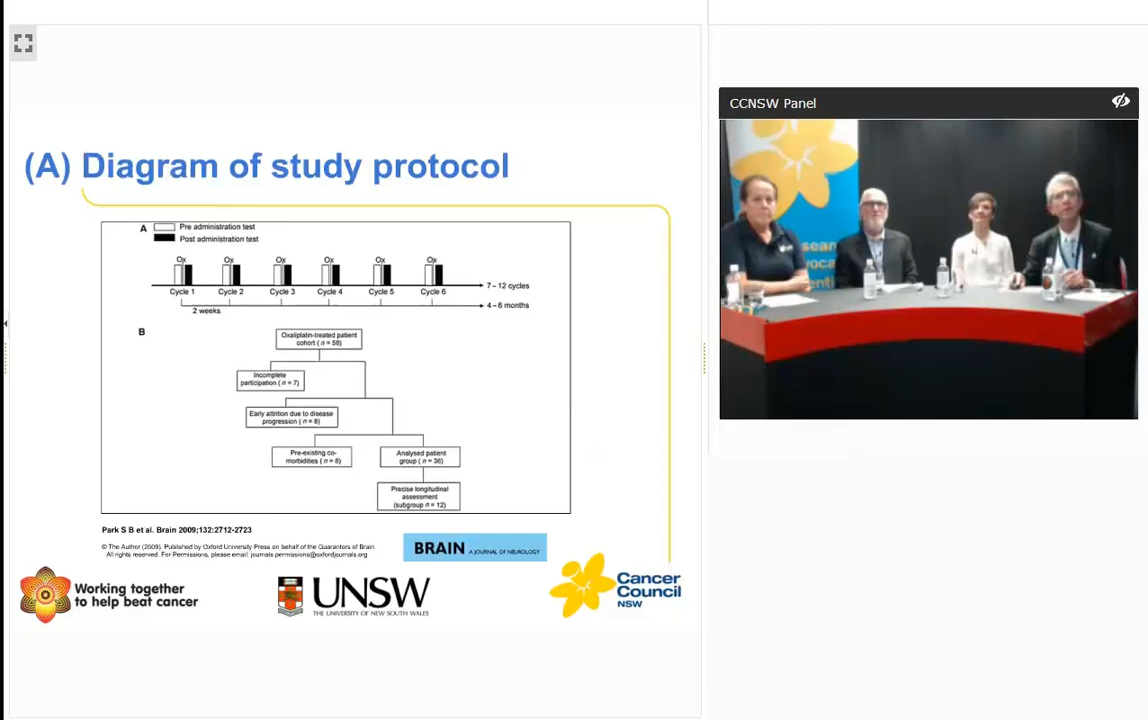 (A) Diagram of study protocol
A
Pre administration test
Post administration test
Ox Ox Ox Ox Ox Ox
Cycle 1 Cycle 2 Cycle 3 Cycle 4 Cycle 5 Cycle 6
7–12 cycles
4–6 months
2 weeks
B
Oxaliplatin-treated patient
cohort (n = 58)
Incomplete
participation (n = 7)
Early attrition due to disease
progression (n = 8)
Pre-existing co-
morbidities (n = 8)
Analysed patient
group (n = 36)
Precise longitudinal
assessment
(subgroup n = 12)
Park S B et al. Brain 2009;132:2712-2723
© The Author (2009). Published by Oxford University Press on behalf of the Guarantors of Brain
All rights reserved. For Permissions, please email: journals.permissions@oxfordjournals.org
BRAIN A JOURNAL OF NEUROLOGY
Working together
to help beat cancer
UNSW
THE UNIVERSITY OF NEW SOUTH WALES
Cancer
Council
NSW
CCNSW Panel